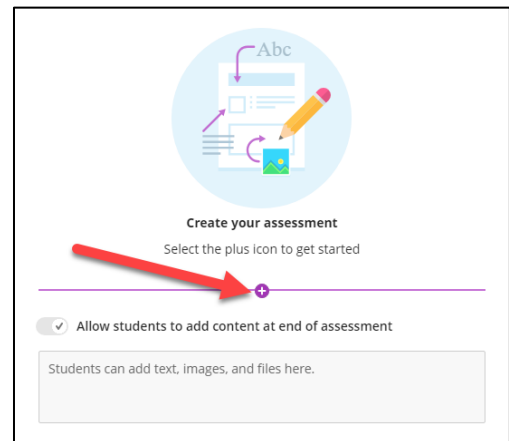 Abc
Create your assessment
Select the plus icon to get started
Allow students to add content at end of assessment
Students can add text, images, and files here.